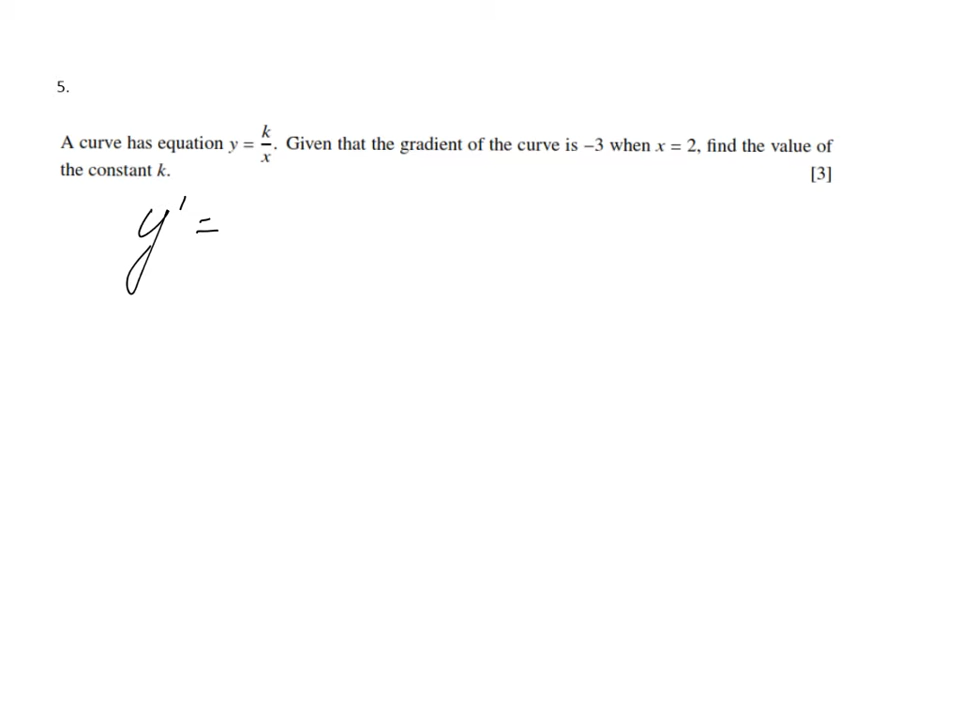 5.
A curve has equation y = k/x. Given that the gradient of the curve is −3 when x = 2, find the value of
the constant k. [3]
y' =